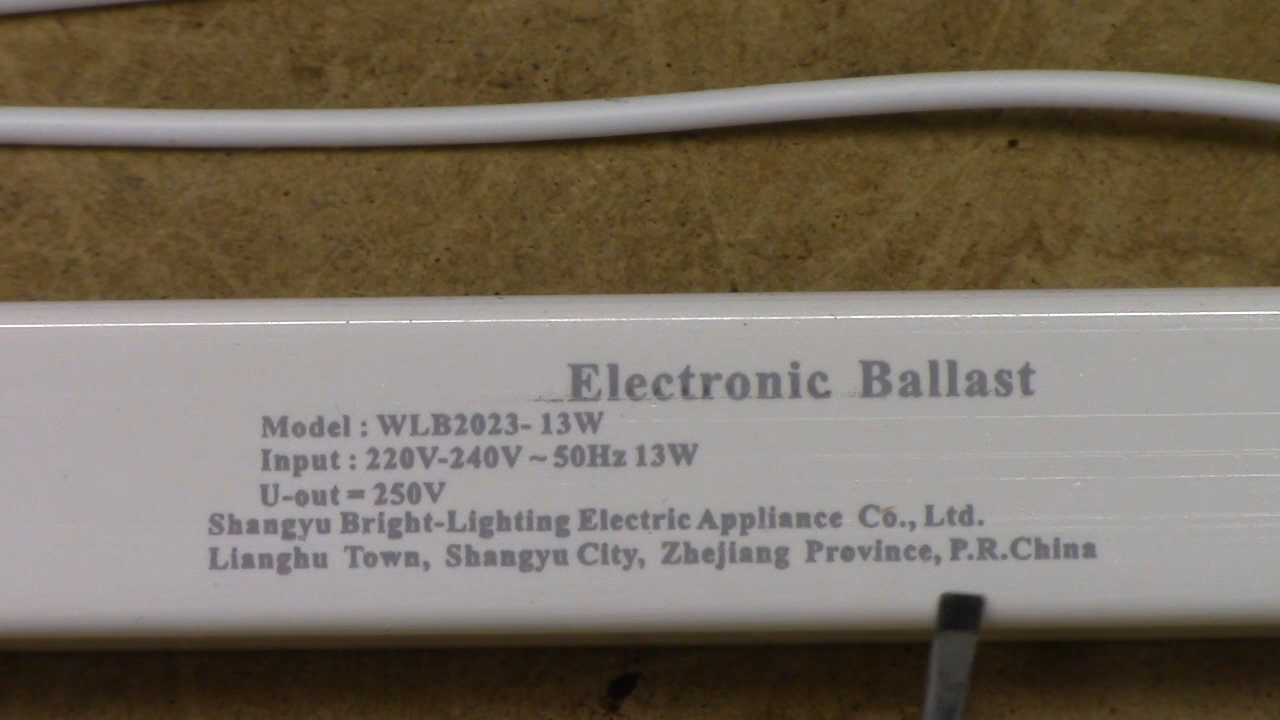 Electronic Ballast
Model : WLB2023- 13W
Input : 220V-240V ~ 50Hz 13W
U-out = 250V
Shangyu Bright-Lighting Electric Appliance Co., Ltd.
Lianghu Town, Shangyu City, Zhejiang Province, P.R.China